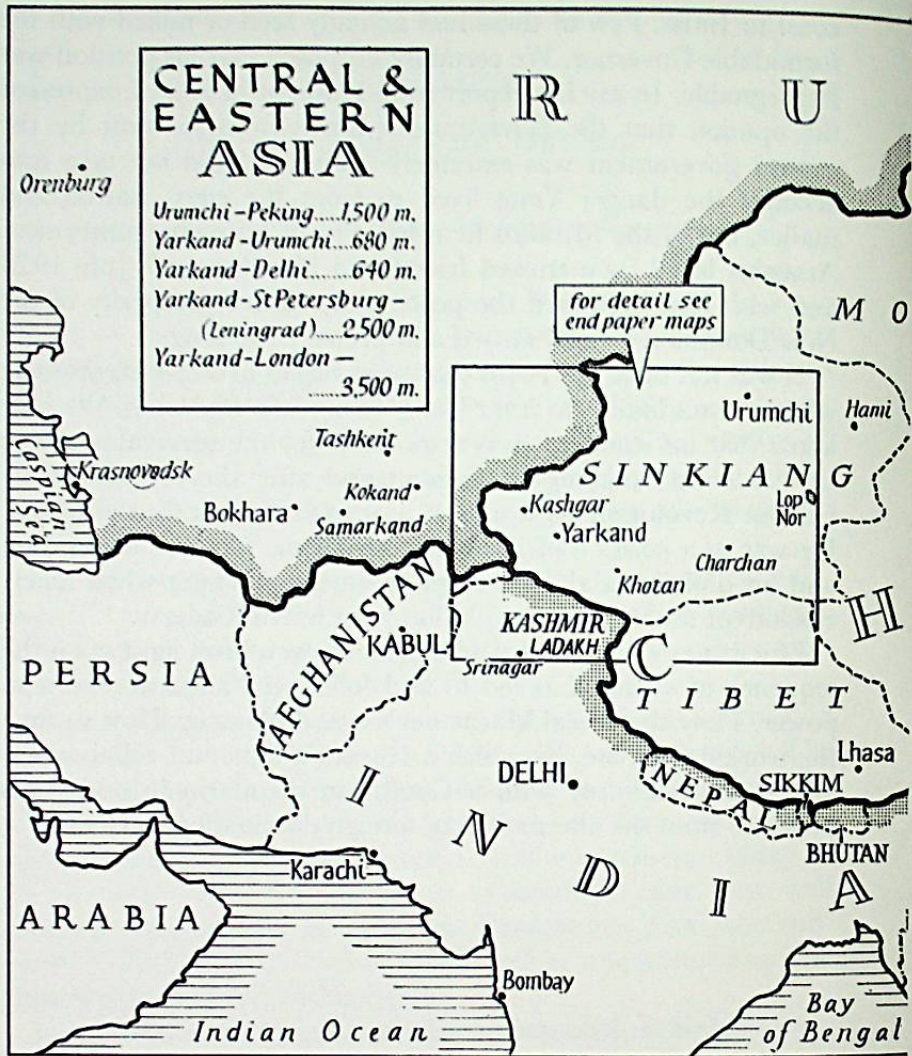 CENTRAL &
EASTERN
ASIA
Urumchi – Peking.....1,500 m.
Yarkand – Urumchi...680 m.
Yarkand – Delhi.....640 m.
Yarkand – St Petersburg –
(Leningrad)...2,500 m.
Yarkand – London —
.........3,500 m.
R U
Orenburg
M O
for detail see
end paper maps
Urumchi
Hami
Tashkent
SINKIANG
Caspian
Sea
Krasnovodsk
Kokand
Bokhara
Samarkand
Kashgar
Lop
Nor
Yarkand
Charchan
Khotan
AFGHANISTAN
KASHMIR
LADAKH
H
KABUL
Srinagar
C
PERSIA
TIBET
Lhasa
DELHI
NEPAL
SIKKIM
INDIA
BHUTAN
Karachi
ARABIA
Bombay
Indian Ocean
Bay
of Bengal